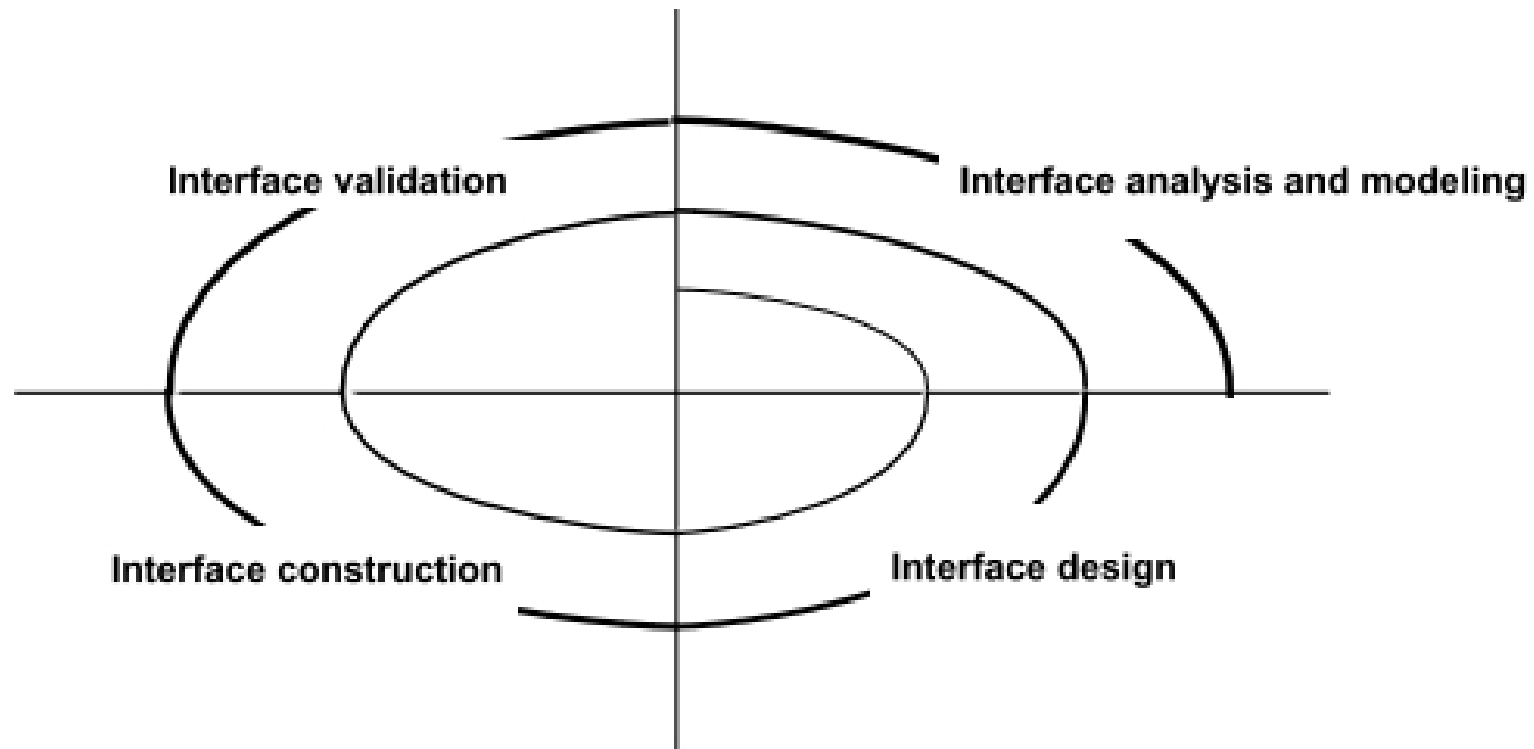 Interface validation
Interface analysis and modeling
Interface construction
Interface design